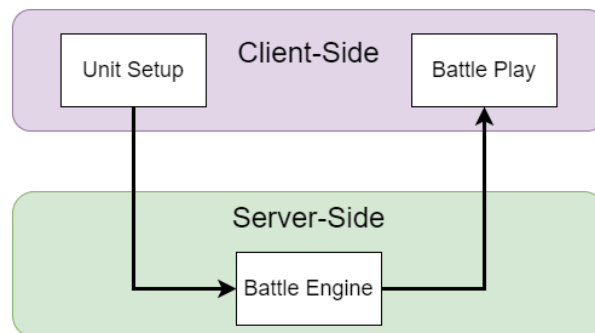 Client-Side
Unit Setup
Battle Play
Server-Side
Battle Engine